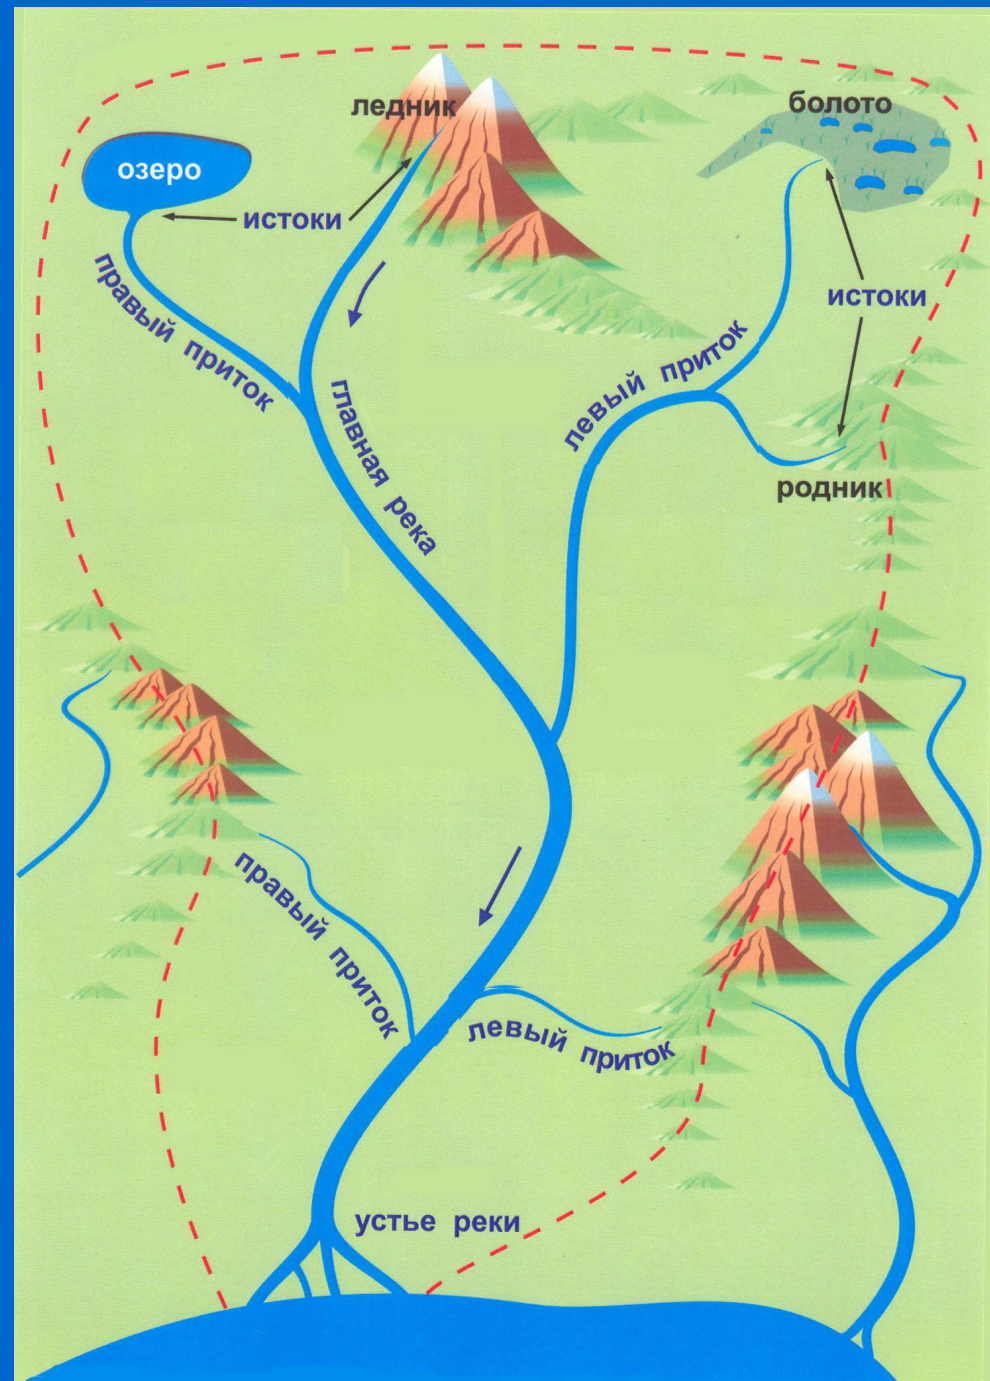 ледник
болото
озеро
истоки
истоки
правый приток
главная река
левый приток
родник
правый приток
левый приток
устье реки